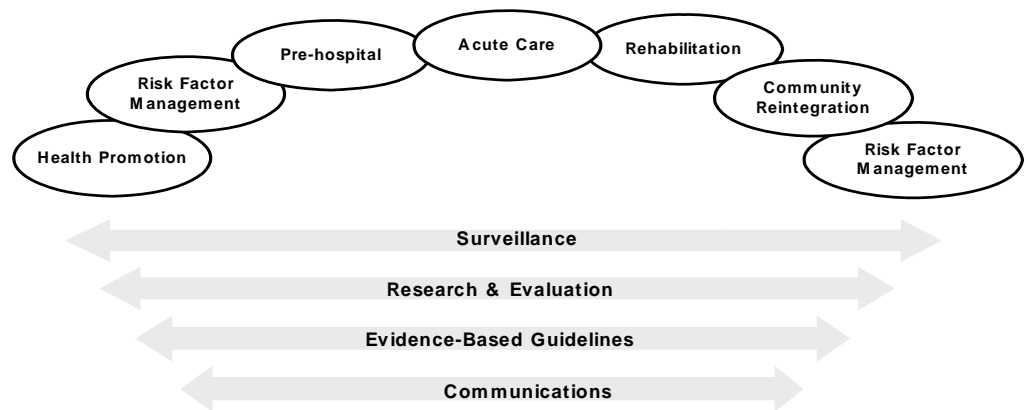 Acute Care
Pre-hospital
Rehabilitation
Risk Factor
Management
Community
Reintegration
Health Promotion
Risk Factor
Management
Surveillance
Research & Evaluation
Evidence-Based Guidelines
Communications